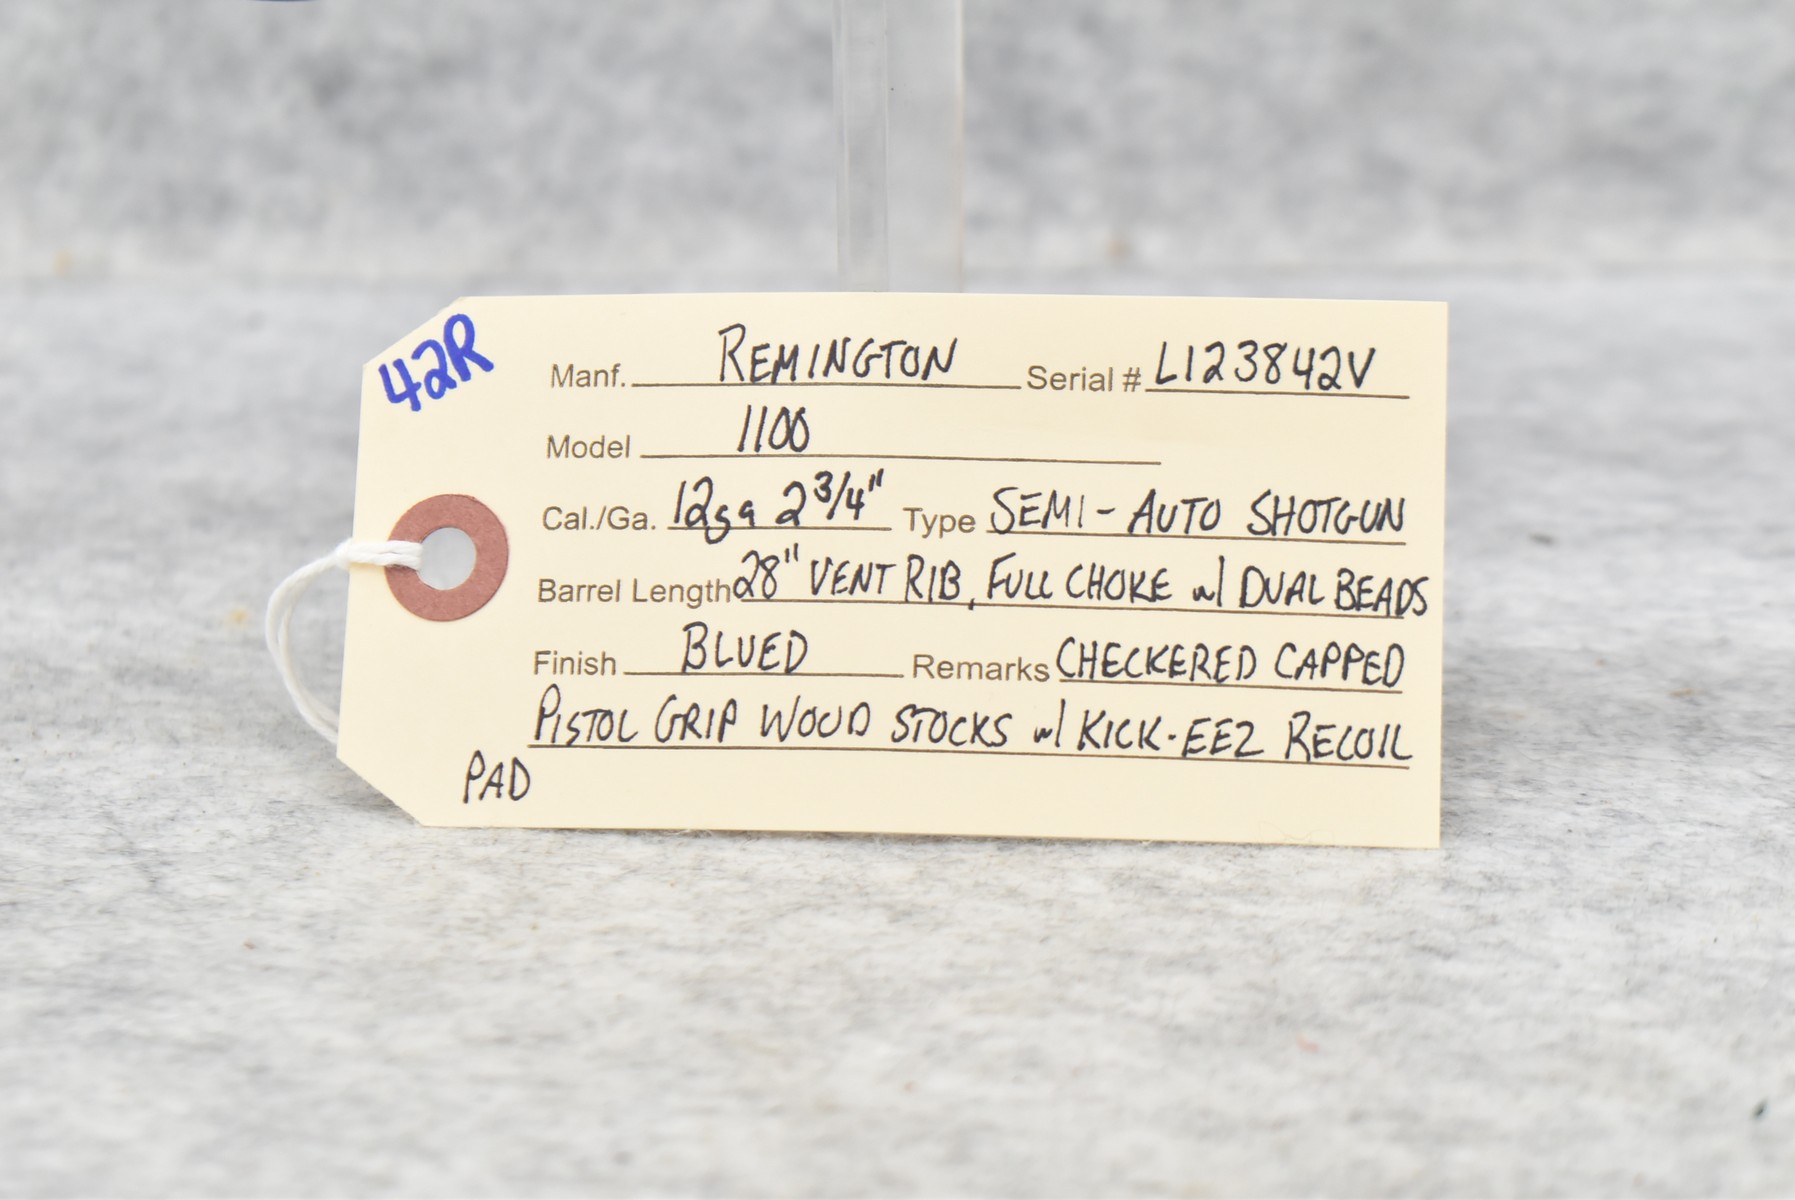 42R
Manf. REMINGTON Serial # L123842V
Model 1100
Cal./Ga. 12ga 2 3/4" Type SEMI-AUTO SHOTGUN
Barrel Length 28" VENT RIB, FULL CHOKE w/ DUAL BEADS
Finish BLUED Remarks CHECKERED CAPPED
PISTOL GRIP WOOD STOCKS w/ KICK-EEZ RECOIL
PAD